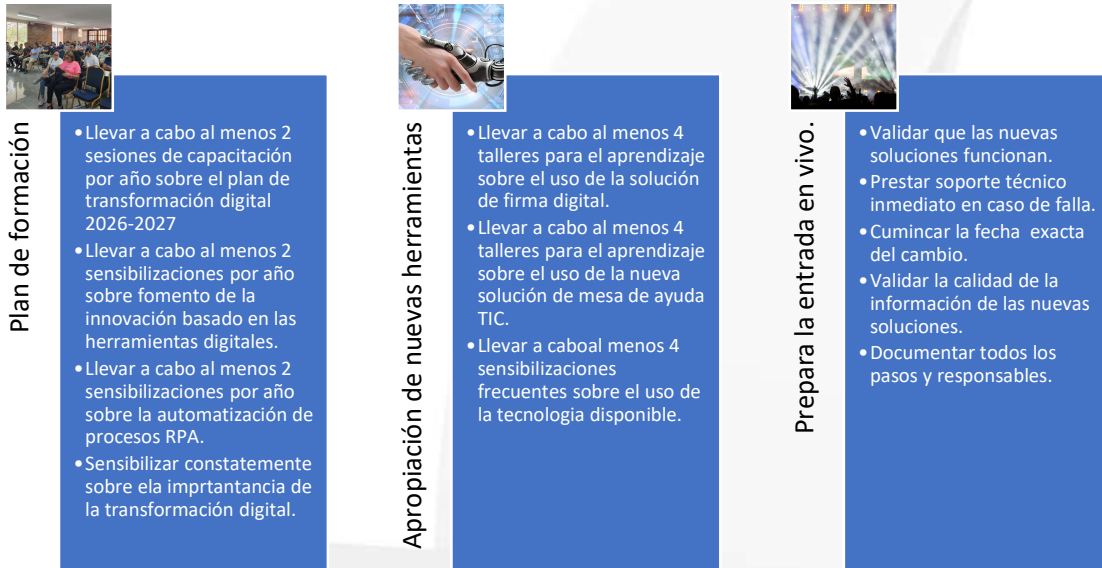 Plan de formación
•Llevar a cabo al menos 2
sesiones de capacitación
por año sobre el plan de
transformación digital
2026-2027
•Llevar a cabo al menos 2
sensibilizaciones por año
sobre fomento de la
innovación basado en las
herramientas digitales.
•Llevar a cabo al menos 2
sensibilizaciones por año
sobre la automatización de
procesos RPA.
•Sensibilizar constatemente
sobre ela imprtantancia de
la transformación digital.
Apropiación de nuevas herramientas
•Llevar a cabo al menos 4
talleres para el aprendizaje
sobre el uso de la solución
de firma digital.
•Llevar a cabo al menos 4
talleres para el aprendizaje
sobre el uso de la nueva
solución de mesa de ayuda
TIC.
•Llevar a caboal menos 4
sensibilizaciones
frecuentes sobre el uso de
la tecnologia disponible.
Prepara la entrada en vivo.
•Validar que las nuevas
soluciones funcionan.
•Prestar soporte técnico
inmediato en caso de falla.
•Cumincar la fecha exacta
del cambio.
•Validar la calidad de la
información de las nuevas
soluciones.
•Documentar todos los
pasos y responsables.